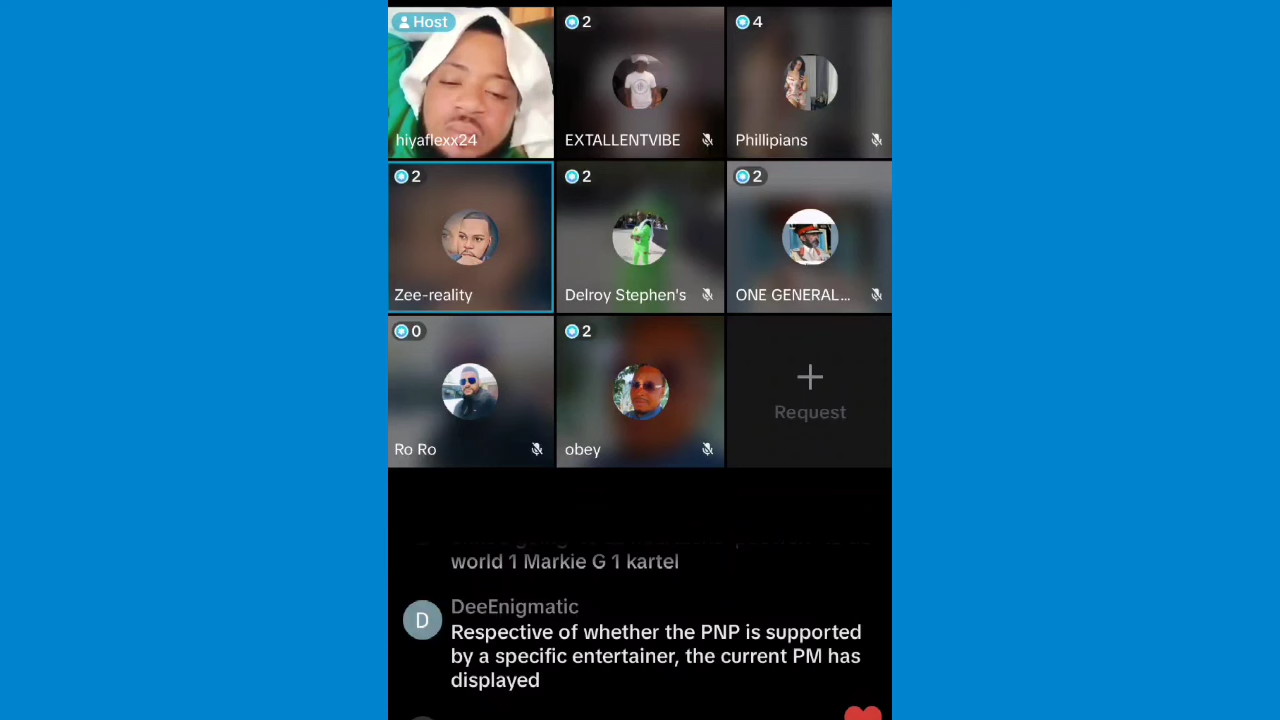 Host
2
4
hiyaflexx24
EXTALLENTVIBE
Phillipians
2
2
2
Zee-reality
Delroy Stephen's
ONE GENERAL...
0
2
Request
Ro Ro
obey
world 1 Markie G 1 kartel
D
DeeEnigmatic
Respective of whether the PNP is supported
by a specific entertainer, the current PM has
displayed